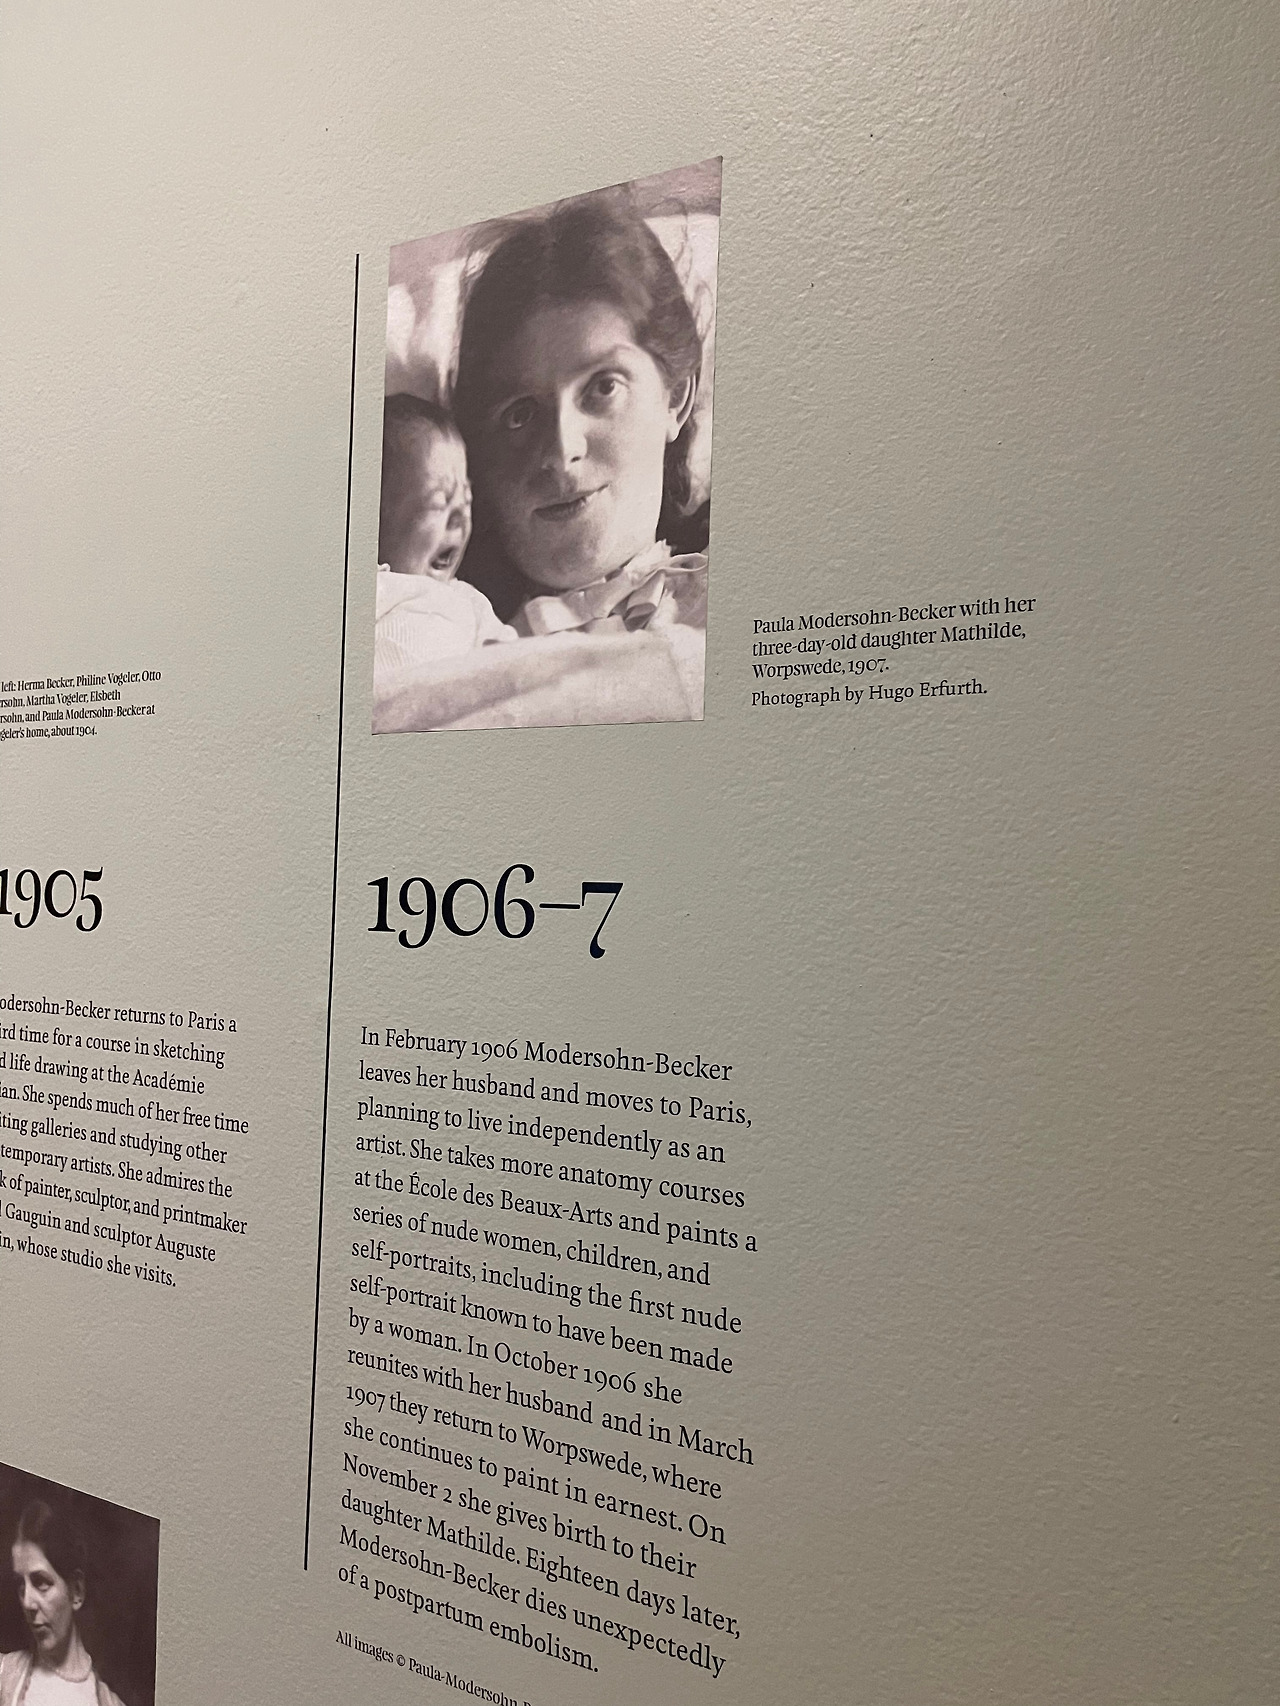 left: Herma Becker, Philine Vogeler, Otto
rsohn, Martha Vogeler, Elsbeth
rsohn, and Paula Modersohn-Becker at
geler's home, about 1904.
1905
odersohn-Becker returns to Paris a
ird time for a course in sketching
d life drawing at the Académie
ian. She spends much of her free time
iting galleries and studying other
temporary artists. She admires the
k of painter, sculptor, and printmaker
l Gauguin and sculptor Auguste
in, whose studio she visits.
Paula Modersohn-Becker with her
three-day-old daughter Mathilde,
Worpswede, 1907.
Photograph by Hugo Erfurth.
1906–7
In February 1906 Modersohn-Becker
leaves her husband and moves to Paris,
planning to live independently as an
artist. She takes more anatomy courses
at the École des Beaux-Arts and paints a
series of nude women, children, and
self-portraits, including the first nude
self-portrait known to have been made
by a woman. In October 1906 she
reunites with her husband and in March
1907 they return to Worpswede, where
she continues to paint in earnest. On
November 2 she gives birth to their
daughter Mathilde. Eighteen days later,
Modersohn-Becker dies unexpectedly
of a postpartum embolism.
All images © Paula-Modersohn-